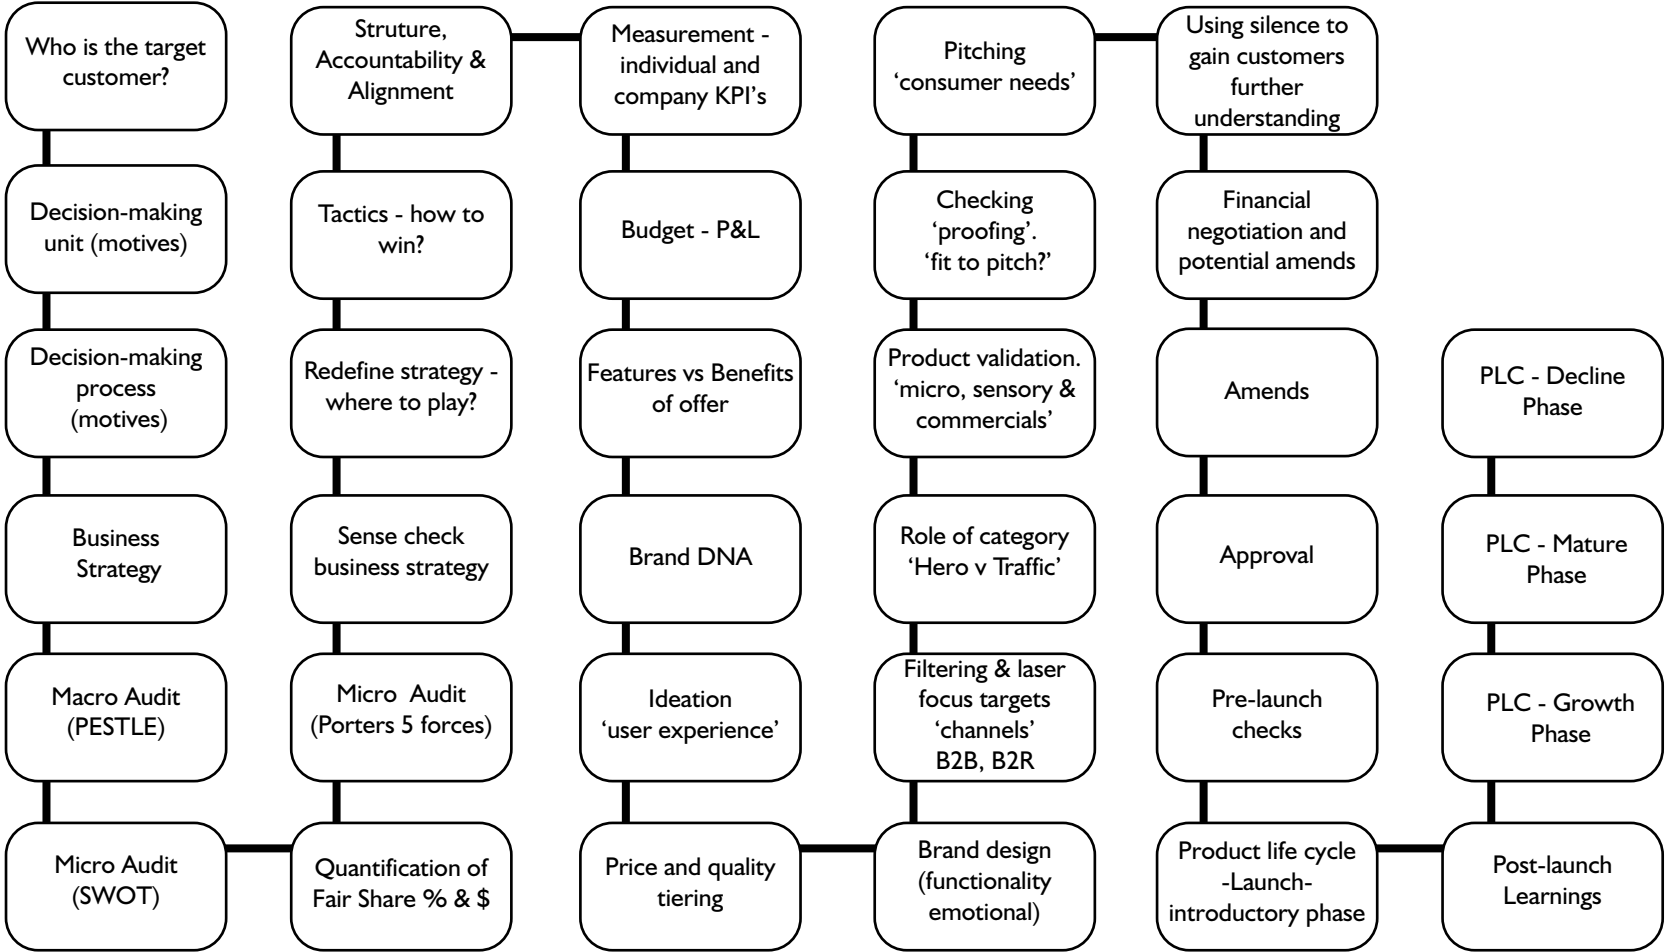 Who is the target
customer?
Decision-making
unit (motives)
Decision-making
process
(motives)
Business
Strategy
Macro Audit
(PESTLE)
Micro Audit
(SWOT)
Quantification of
Fair Share % & $
Micro  Audit
(Porters 5 forces)
Sense check
business strategy
Redefine strategy -
where to play?
Tactics - how to
win?
Struture,
Accountability &
Alignment
Measurement -
individual and
company KPI’s
Budget - P&L
Features vs Benefits
of offer
Brand DNA
Ideation
‘user experience’
Price and quality
tiering
Brand design
(functionality
emotional)
Filtering & laser
focus targets
‘channels’
B2B, B2R
Role of category
‘Hero v Traffic’
Product validation.
‘micro, sensory &
commercials’
Checking
‘proofing’.
‘fit to pitch?’
Pitching
‘consumer needs’
Using silence to
gain customers
further
understanding
Financial
negotiation and
potential amends
Amends
Approval
Pre-launch
checks
Product life cycle
-Launch-
introductory phase
Post-launch
Learnings
PLC - Growth
Phase
PLC - Mature
Phase
PLC - Decline
Phase